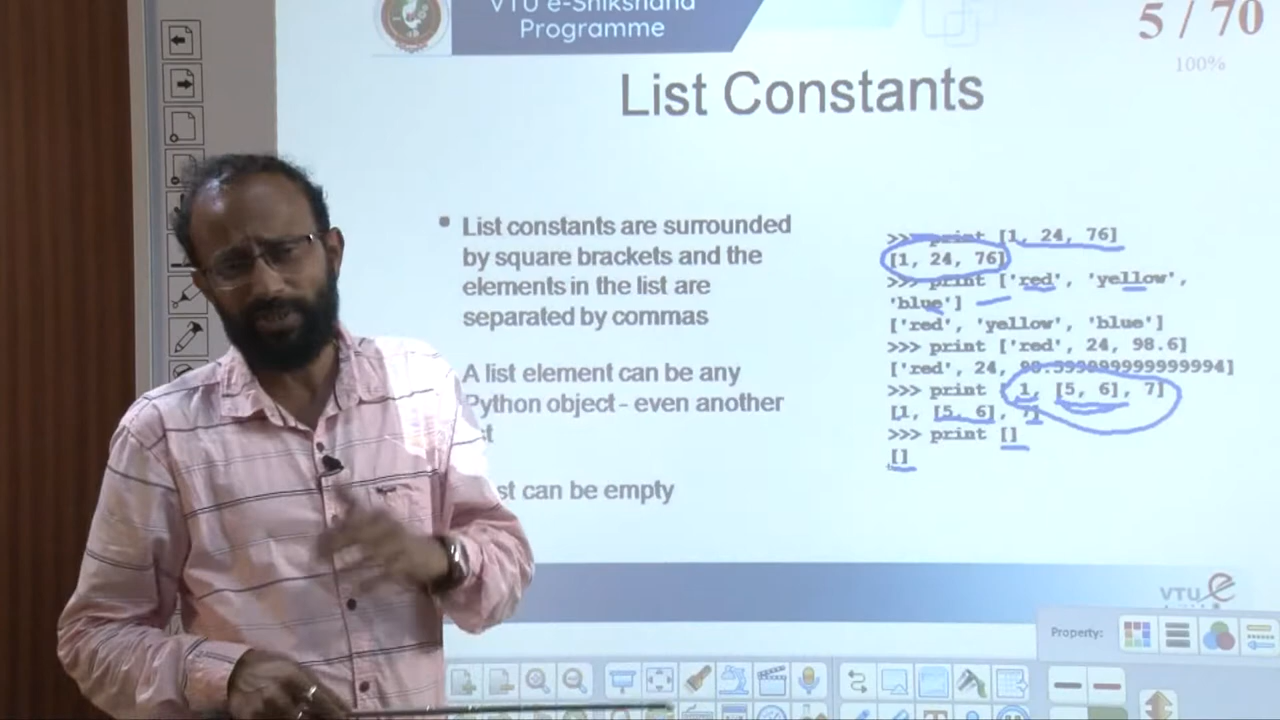 VTU e-Shikshana
Programme
5 / 70
100%
List Constants
List constants are surrounded
by square brackets and the
elements in the list are
separated by commas
A list element can be any
Python object - even another
st can be empty
>>> print [1, 24, 76]
[1, 24, 76]
>>> print ['red', 'yellow',
'blue']
['red', 'yellow', 'blue']
>>> print ['red', 24, 98.6]
['red', 24, 98.599999999999994]
>>> print [ 1, [5, 6], 7]
[1, [5, 6], 7]
>>> print []
[]
VTU e
Property: